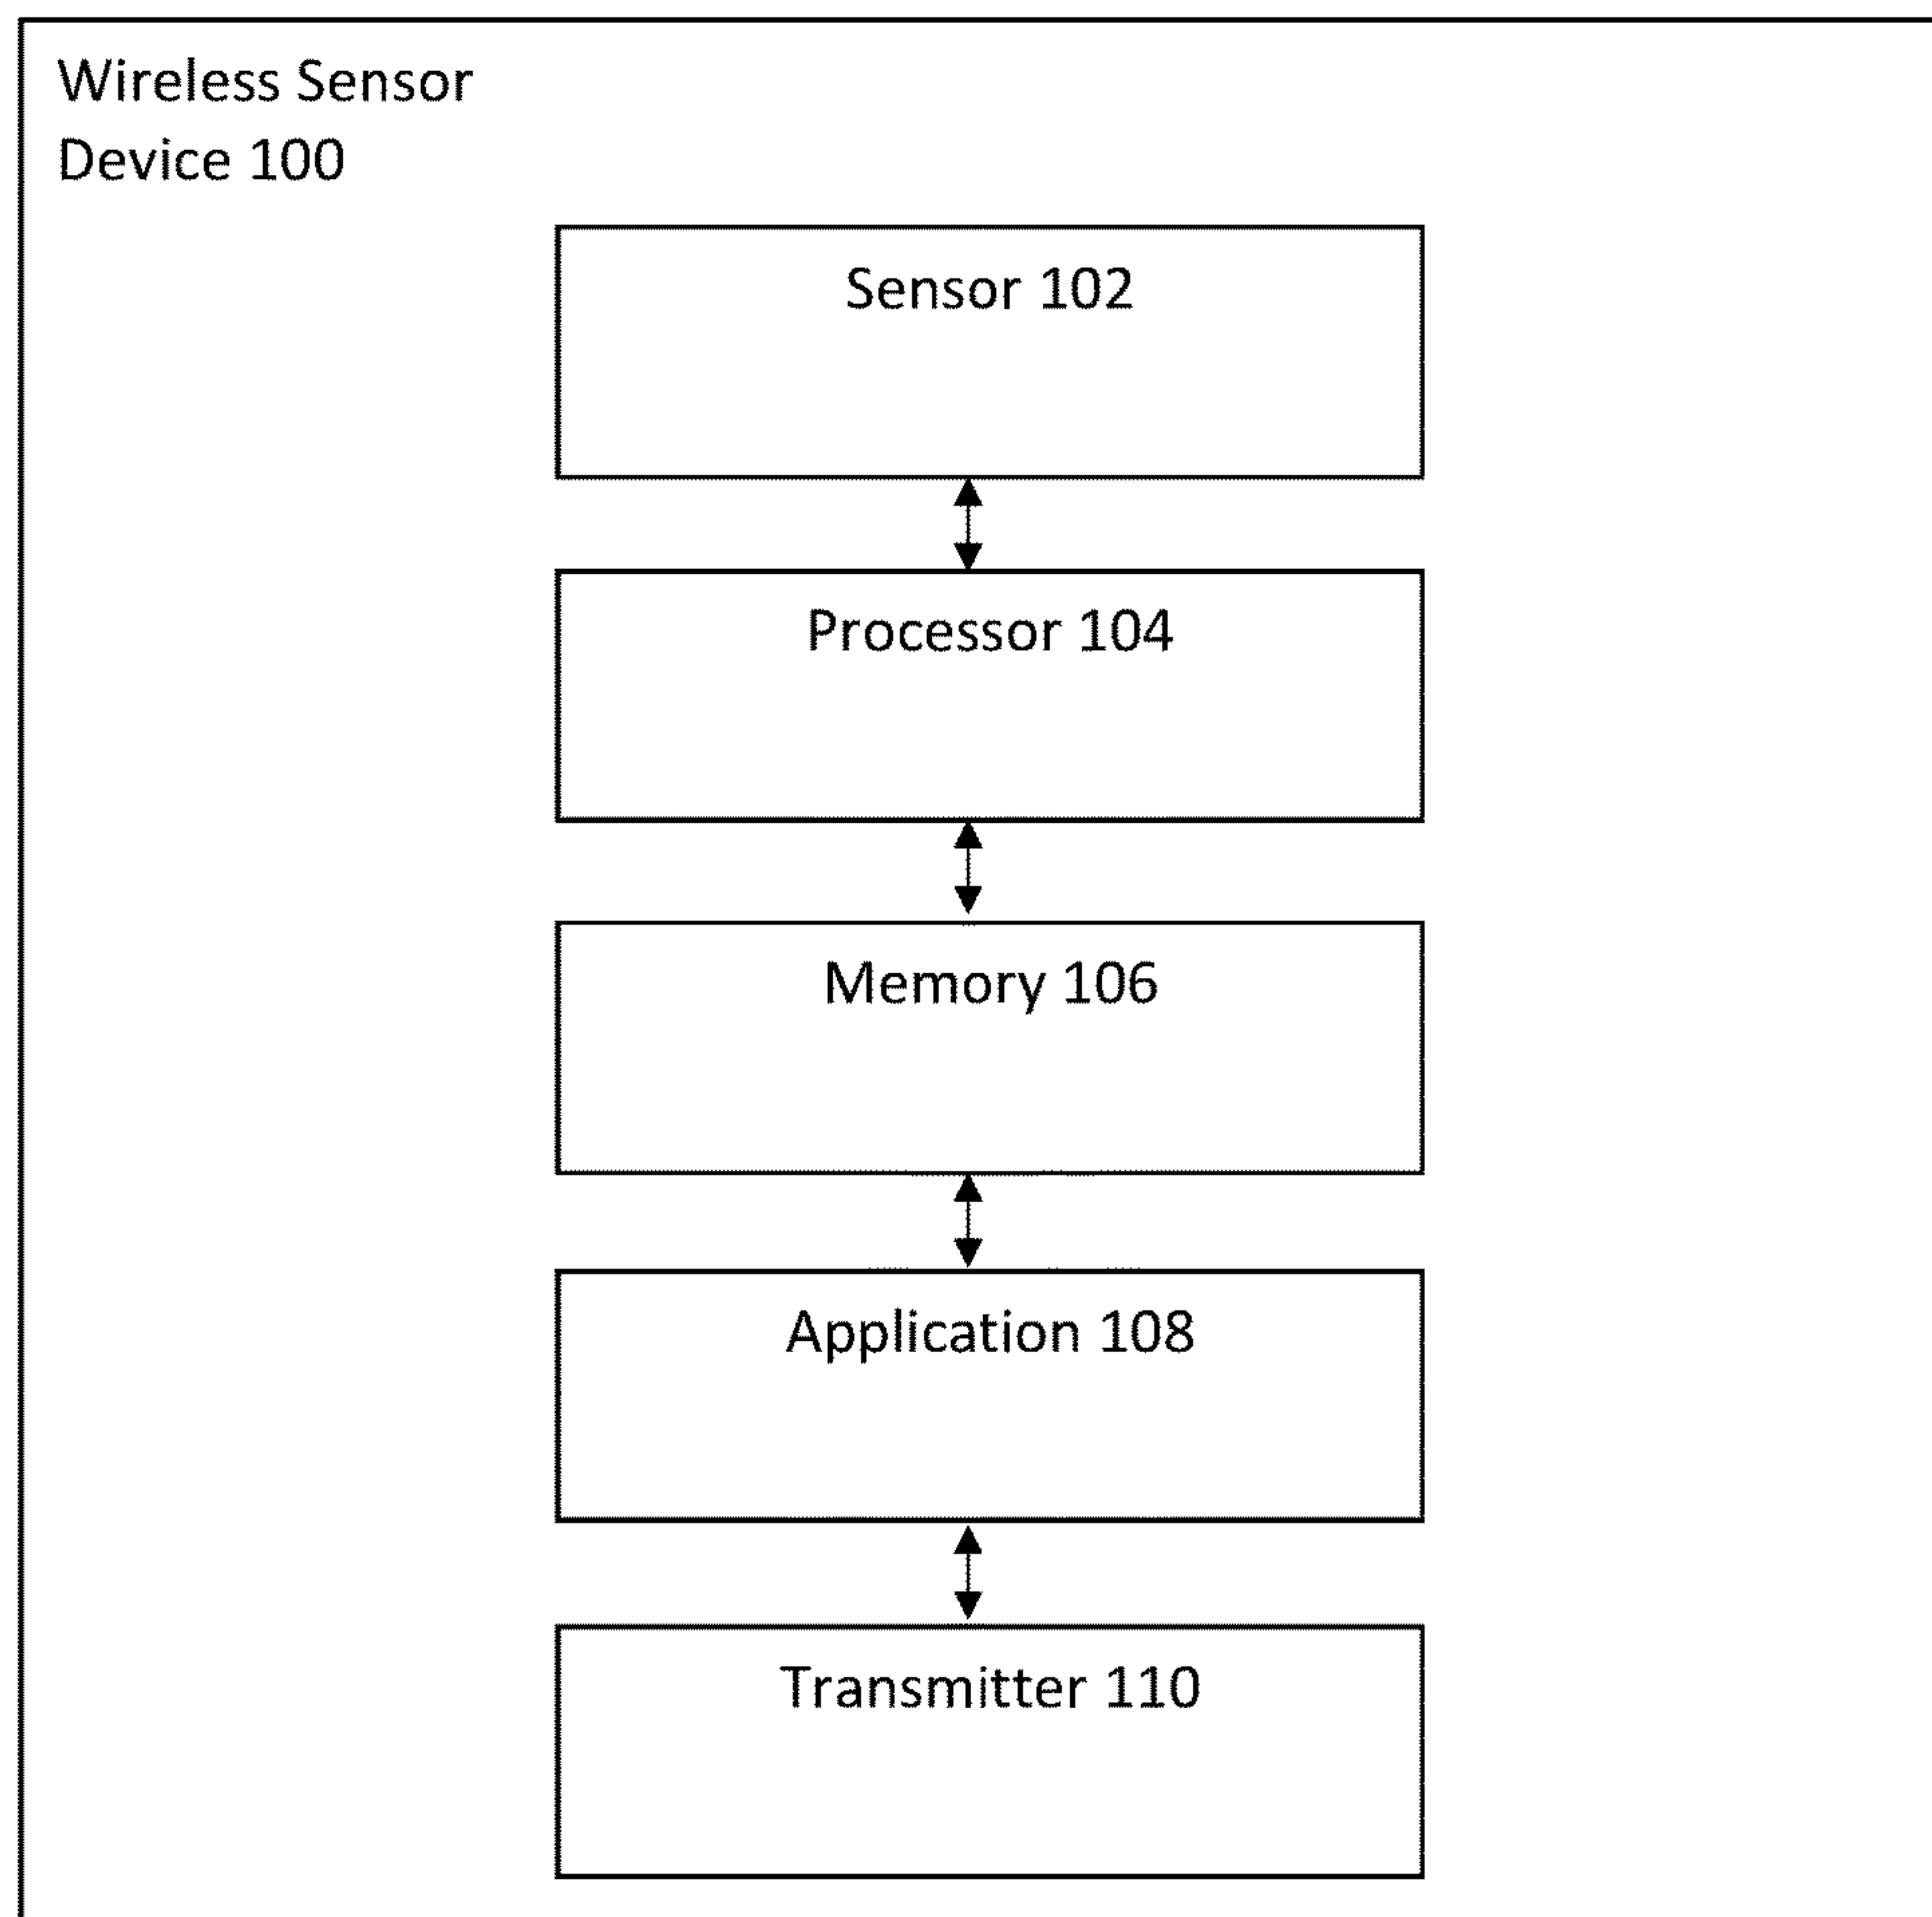 Wireless Sensor
Device 100
Sensor 102
Processor 104
Memory 106
Application 108
Transmitter 110